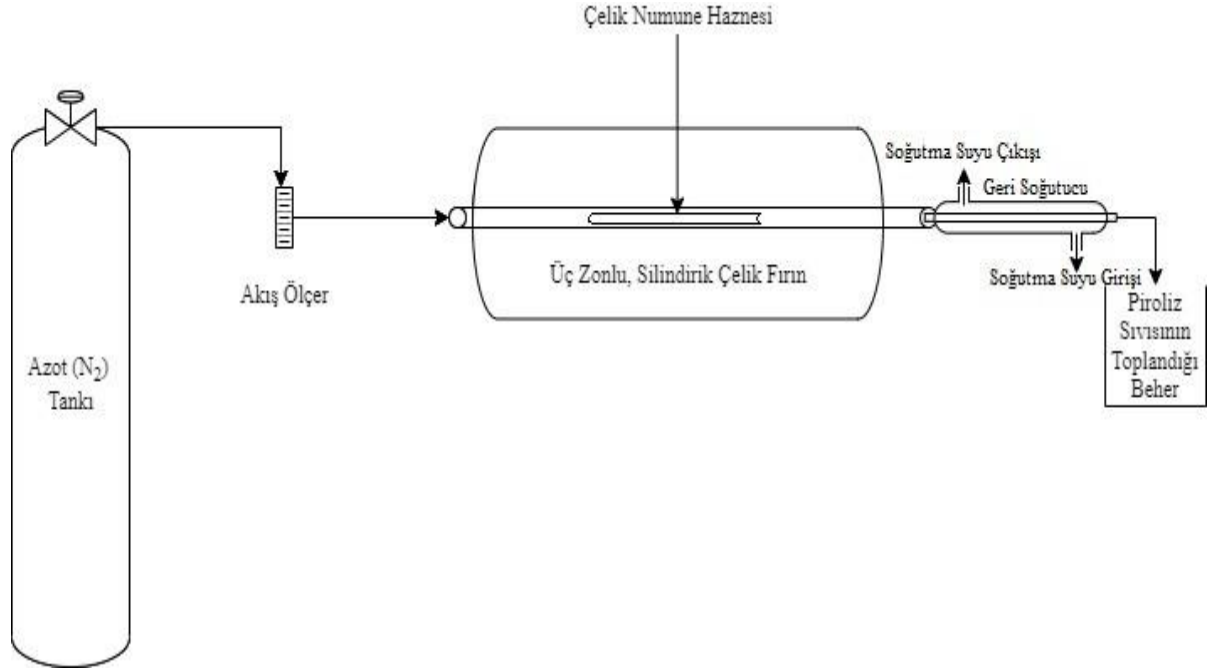 Çelik Numune Haznesi
Soğutma Suyu Çıkışı
Geri Soğutucu
Üç Zonlu, Silindirik Çelik Fırın
Soğutma Suyu Girişi
Akış Ölçer
Piroliz
Sıvısının
Toplandığı
Beher
Azot (N2)
Tankı